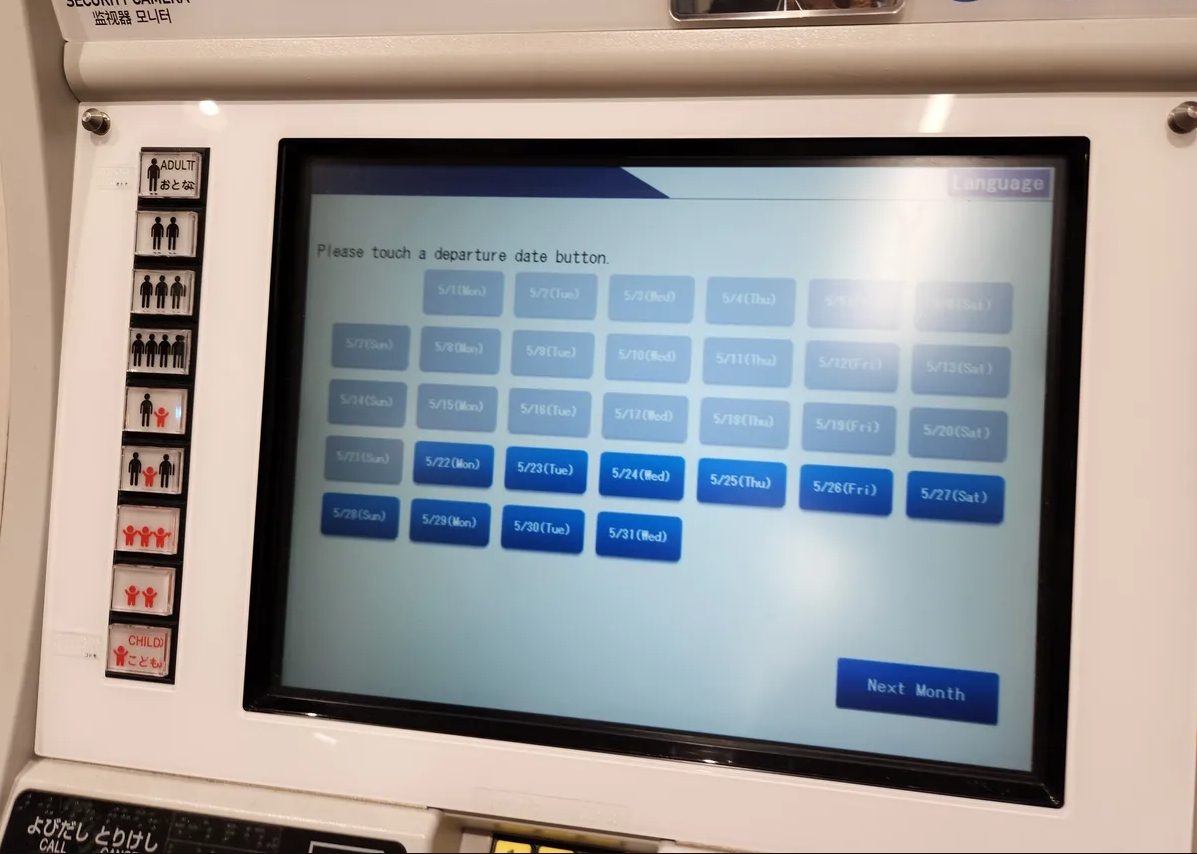 SECURITY CAMERA
监视器 모니터
ADULT
おとな
CHILD
こども
Language
Please touch a departure date button.
5/1(Mon) 5/2(Tue) 5/3(Wed) 5/4(Thu)
5/7(Sun) 5/8(Mon) 5/9(Tue) 5/10(Wed) 5/11(Thu) 5/12(Fri) 5/13(Sat)
5/14(Sun) 5/15(Mon) 5/16(Tue) 5/17(Wed) 5/18(Thu) 5/19(Fri) 5/20(Sat)
5/21(Sun) 5/22(Mon) 5/23(Tue) 5/24(Wed) 5/25(Thu) 5/26(Fri) 5/27(Sat)
5/28(Sun) 5/29(Mon) 5/30(Tue) 5/31(Wed)
Next Month
よびだし とりけし
CALL